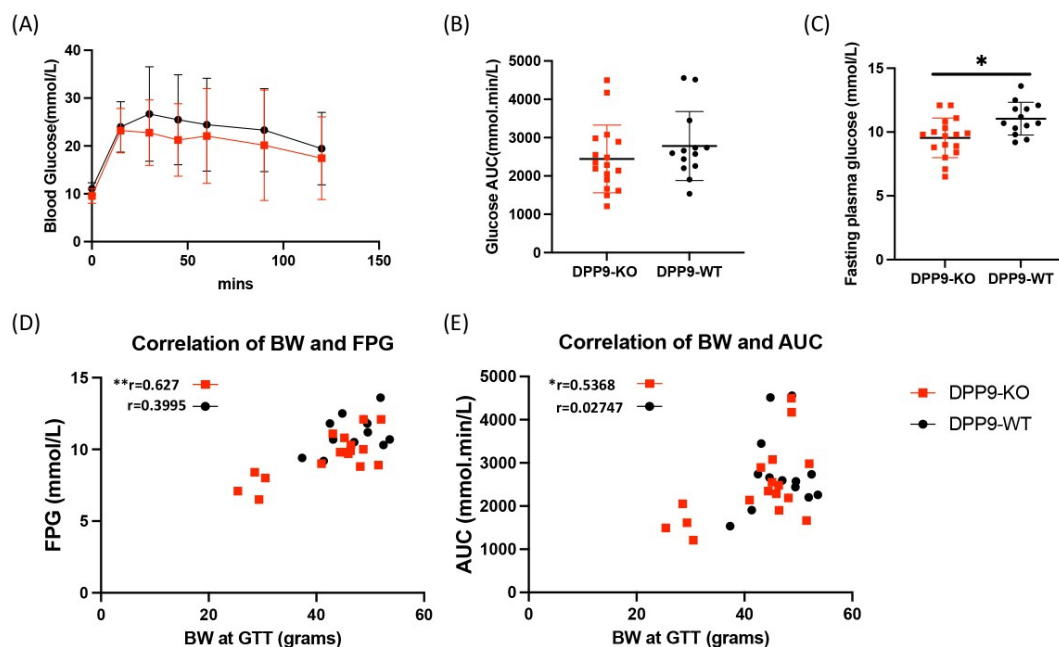 (A)
Blood Glucose(mmol/L)
40
30
20
10
0
0
50
100
150
mins
(B)
Glucose AUC(mmol.min/L)
5000
4000
3000
2000
1000
0
DPP9-KO
DPP9-WT
(C)
Fasting plasma glucose (mmol/L)
15
10
5
0
*
DPP9-KO
DPP9-WT
(D)
Correlation of BW and FPG
**r=0.627
r=0.3995
FPG (mmol/L)
15
10
5
0
0
20
40
60
BW at GTT (grams)
(E)
Correlation of BW and AUC
*r=0.5368
r=0.02747
AUC (mmol.min/L)
5000
4000
3000
2000
1000
0
0
20
40
60
BW at GTT (grams)
DPP9-KO
DPP9-WT